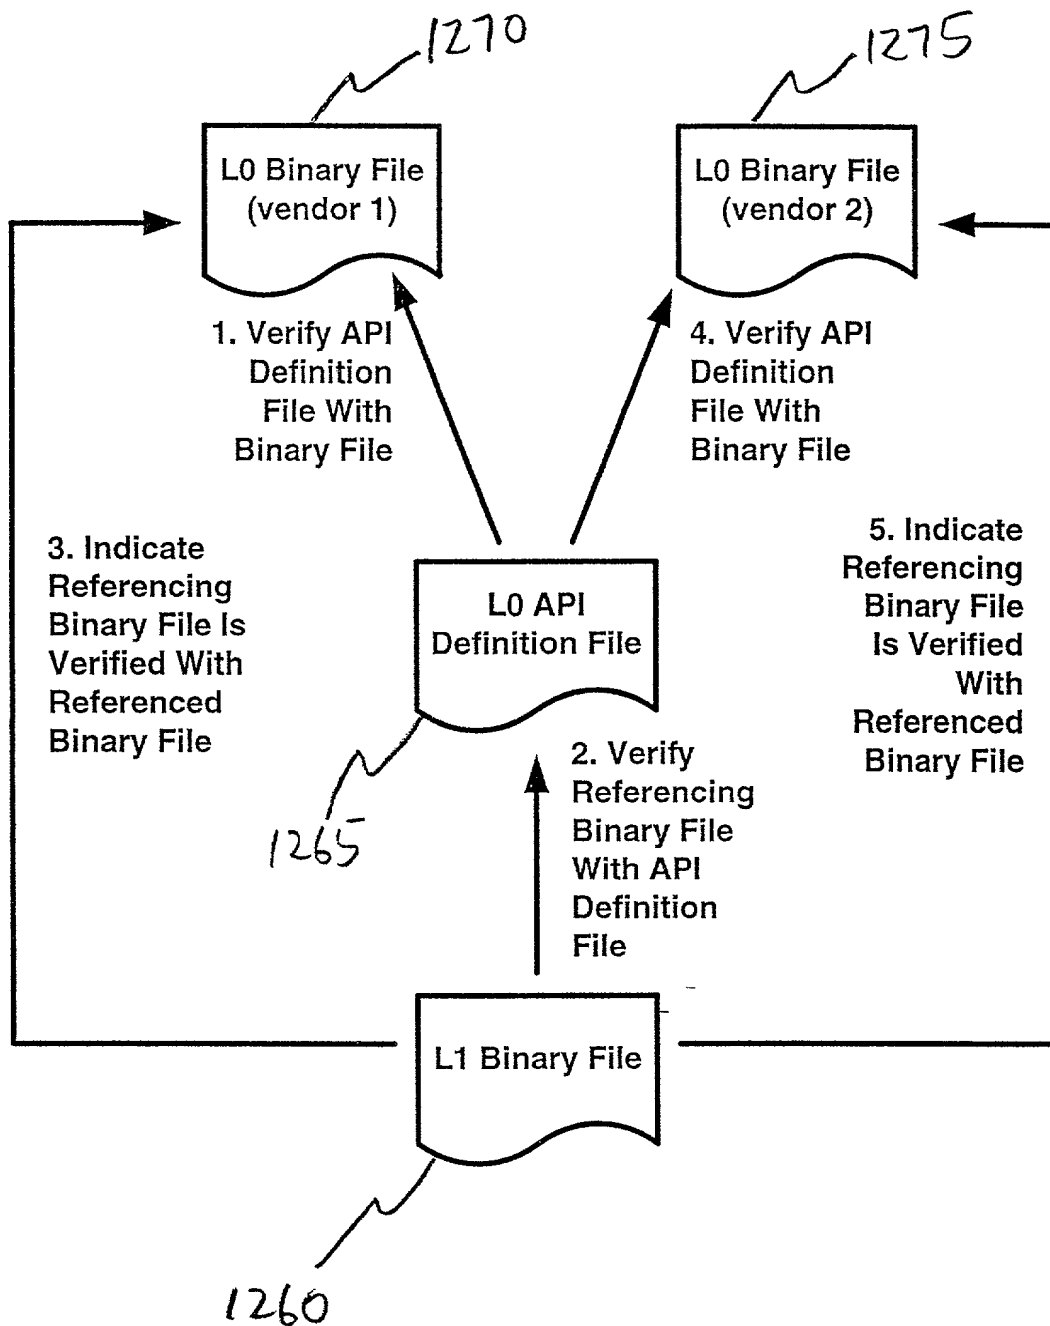 1270
1275
L0 Binary File
(vendor 1)
L0 Binary File
(vendor 2)
1. Verify API
Definition
File With
Binary File
4. Verify API
Definition
File With
Binary File
3. Indicate
Referencing
Binary File Is
Verified With
Referenced
Binary File
L0 API
Definition File
5. Indicate
Referencing
Binary File
Is Verified
With
Referenced
Binary File
1265
2. Verify
Referencing
Binary File
With API
Definition
File
L1 Binary File
1260